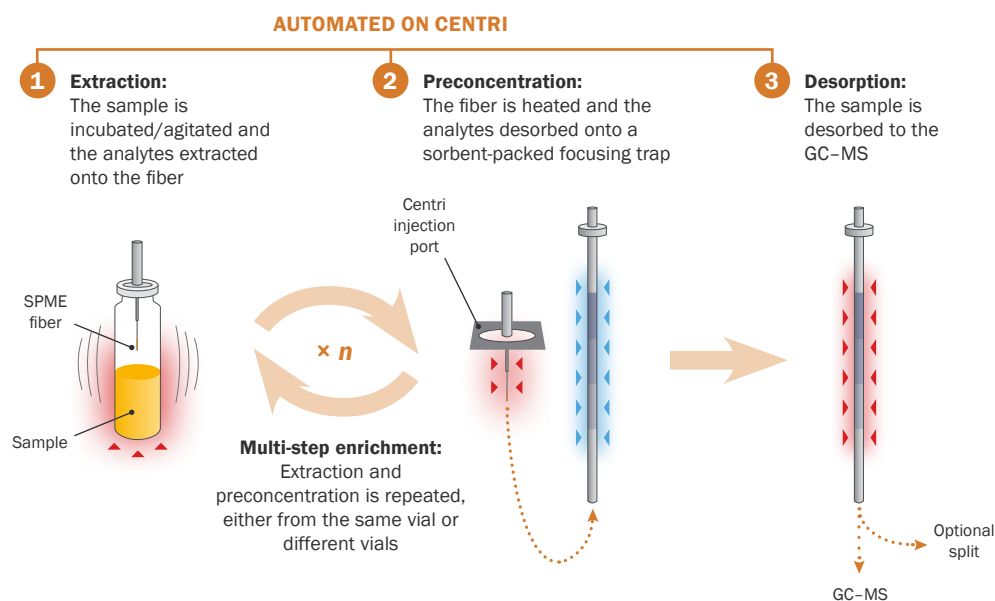 AUTOMATED ON CENTRI
1
Extraction:
The sample is
incubated/agitated and
the analytes extracted
onto the fiber
2
Preconcentration:
The fiber is heated and the
analytes desorbed onto a
sorbent-packed focusing trap
3
Desorption:
The sample is
desorbed to the
GC–MS
SPME
fiber
Sample
× n
Multi-step enrichment:
Extraction and
preconcentration is repeated,
either from the same vial or
different vials
Centri
injection
port
Optional
split
GC–MS